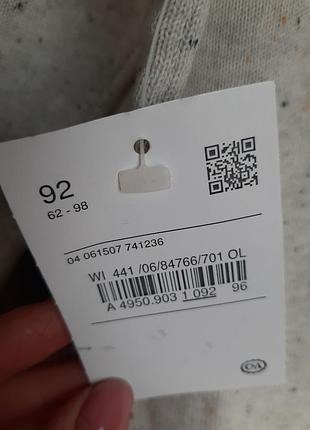 92
62 - 98
04 061507 741236
WI 441 /06/84766/701 OL
A 4950.903 1 092 96
C&A